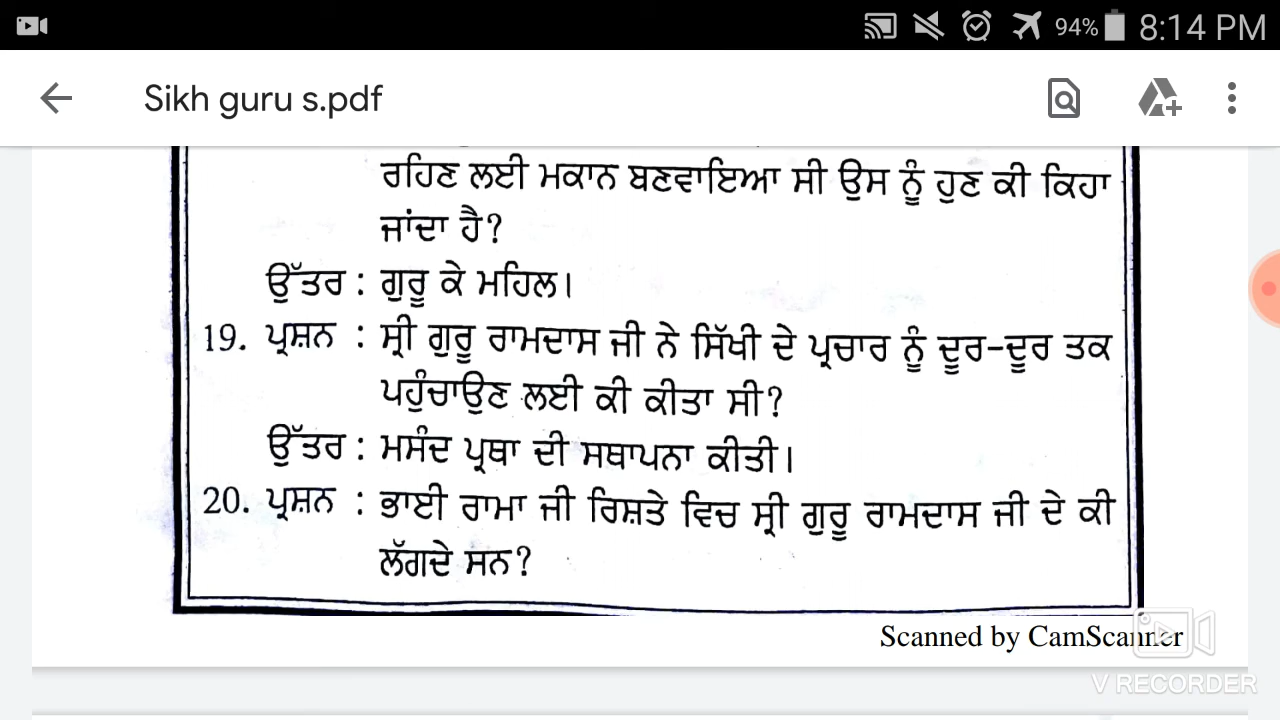 94% 8:14 PM
Sikh guru s.pdf
ਰਹਿਣ ਲਈ ਮਕਾਨ ਬਣਵਾਇਆ ਸੀ ਉਸ ਨੂੰ ਹੁਣ ਕੀ ਕਿਹਾ
ਜਾਂਦਾ ਹੈ?
ਉੱਤਰ : ਗੁਰੂ ਕੇ ਮਹਿਲ।
19. ਪ੍ਰਸ਼ਨ : ਸ੍ਰੀ ਗੁਰੂ ਰਾਮਦਾਸ ਜੀ ਨੇ ਸਿੱਖੀ ਦੇ ਪ੍ਰਚਾਰ ਨੂੰ ਦੂਰ-ਦੂਰ ਤਕ
ਪਹੁੰਚਾਉਣ ਲਈ ਕੀ ਕੀਤਾ ਸੀ?
ਉੱਤਰ : ਮਸੰਦ ਪ੍ਰਥਾ ਦੀ ਸਥਾਪਨਾ ਕੀਤੀ।
20. ਪ੍ਰਸ਼ਨ : ਭਾਈ ਰਾਮਾ ਜੀ ਰਿਸ਼ਤੇ ਵਿਚ ਸ੍ਰੀ ਗੁਰੂ ਰਾਮਦਾਸ ਜੀ ਦੇ ਕੀ
ਲੱਗਦੇ ਸਨ?
Scanned by CamScanner
V RECORDER